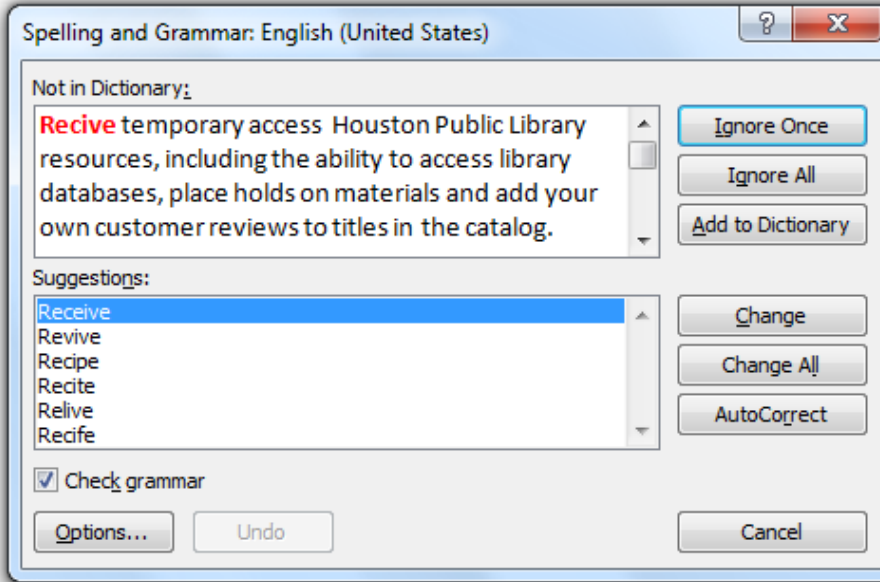 Spelling and Grammar: English (United States)
Not in Dictionary:
Recive temporary access Houston Public Library
resources, including the ability to access library
databases, place holds on materials and add your
own customer reviews to titles in the catalog.
Ignore Once
Ignore All
Add to Dictionary
Suggestions:
Receive
Revive
Recipe
Recite
Relive
Recife
Change
Change All
AutoCorrect
Check grammar
Options...
Undo
Cancel